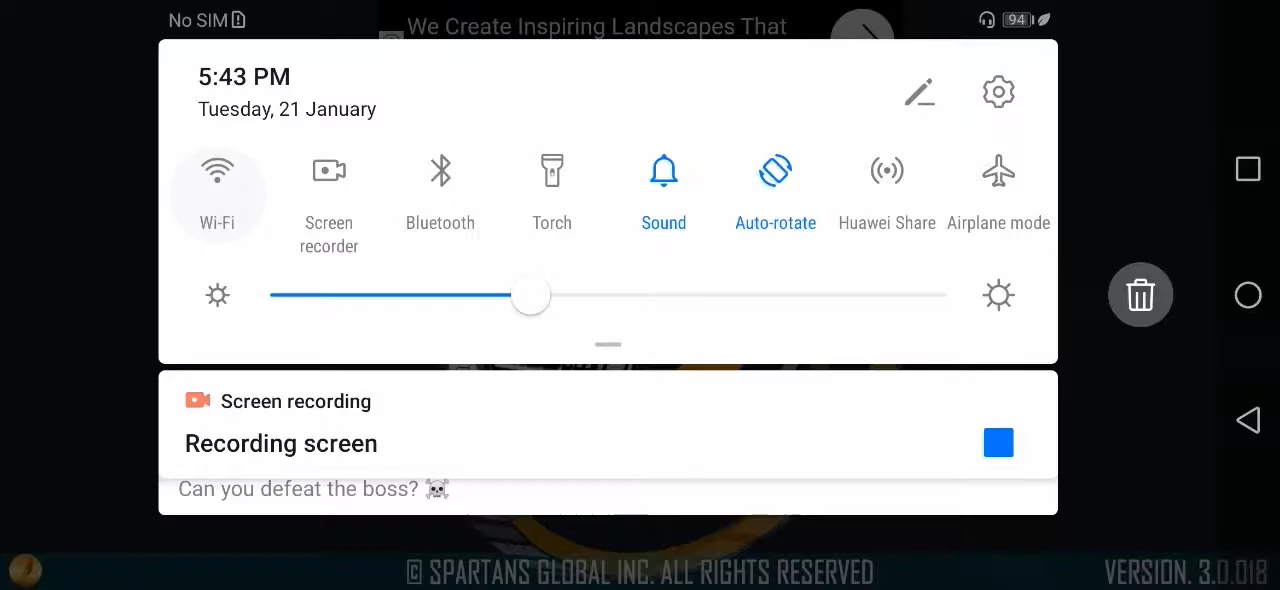 No SIM
We Create Inspiring Landscapes That
94
5:43 PM
Tuesday, 21 January
Wi-Fi
Screen recorder
Bluetooth
Torch
Sound
Auto-rotate
Huawei Share
Airplane mode
Screen recording
Recording screen
Can you defeat the boss? ☠️
© SPARTANS GLOBAL INC. ALL RIGHTS RESERVED
VERSION. 3.0.018